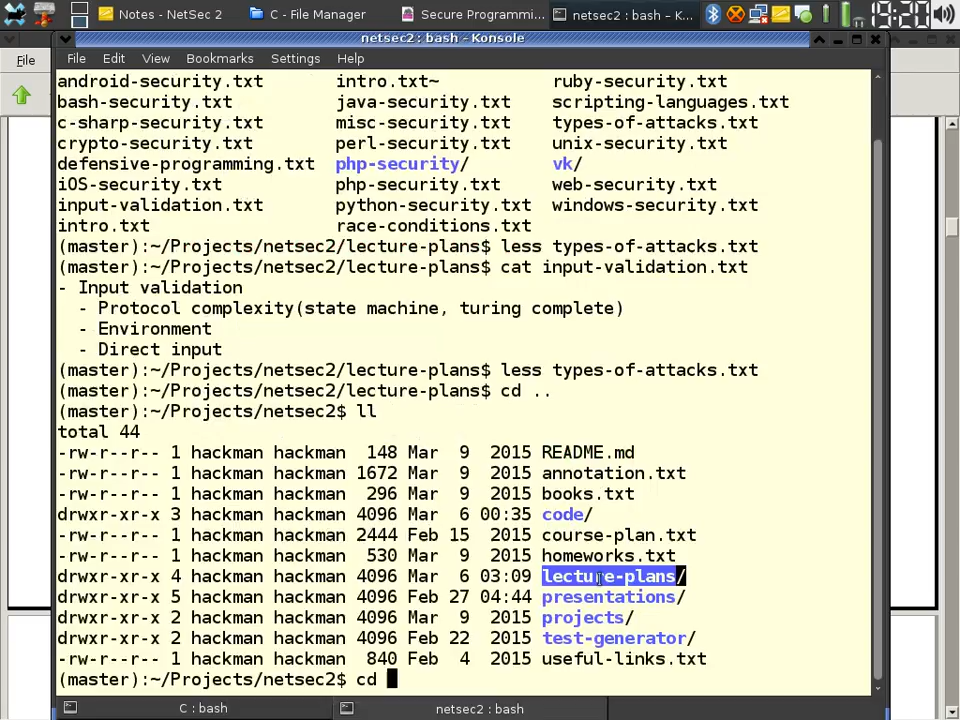 Notes - NetSec 2
C - File Manager
Secure Programmi...
netsec2 : bash – K...
19:20
netsec2 : bash - Konsole
File
File Edit View Bookmarks Settings Help
android-security.txt intro.txt~ ruby-security.txt
bash-security.txt java-security.txt scripting-languages.txt
c-sharp-security.txt misc-security.txt types-of-attacks.txt
crypto-security.txt perl-security.txt unix-security.txt
defensive-programming.txt php-security/ vk/
iOS-security.txt php-security.txt web-security.txt
input-validation.txt python-security.txt windows-security.txt
intro.txt race-conditions.txt
(master):~/Projects/netsec2/lecture-plans$ less types-of-attacks.txt
(master):~/Projects/netsec2/lecture-plans$ cat input-validation.txt
- Input validation
- Protocol complexity(state machine, turing complete)
- Environment
- Direct input
(master):~/Projects/netsec2/lecture-plans$ less types-of-attacks.txt
(master):~/Projects/netsec2/lecture-plans$ cd ..
(master):~/Projects/netsec2$ ll
total 44
-rw-r--r-- 1 hackman hackman 148 Mar 9 2015 README.md
-rw-r--r-- 1 hackman hackman 1672 Mar 9 2015 annotation.txt
-rw-r--r-- 1 hackman hackman 296 Mar 9 2015 books.txt
drwxr-xr-x 3 hackman hackman 4096 Mar 6 00:35 code/
-rw-r--r-- 1 hackman hackman 2444 Feb 15 2015 course-plan.txt
-rw-r--r-- 1 hackman hackman 530 Mar 9 2015 homeworks.txt
drwxr-xr-x 4 hackman hackman 4096 Mar 6 03:09 lecture-plans/
drwxr-xr-x 5 hackman hackman 4096 Feb 27 04:44 presentations/
drwxr-xr-x 2 hackman hackman 4096 Mar 9 2015 projects/
drwxr-xr-x 2 hackman hackman 4096 Feb 22 2015 test-generator/
-rw-r--r-- 1 hackman hackman 840 Feb 4 2015 useful-links.txt
(master):~/Projects/netsec2$ cd
C : bash
netsec2 : bash